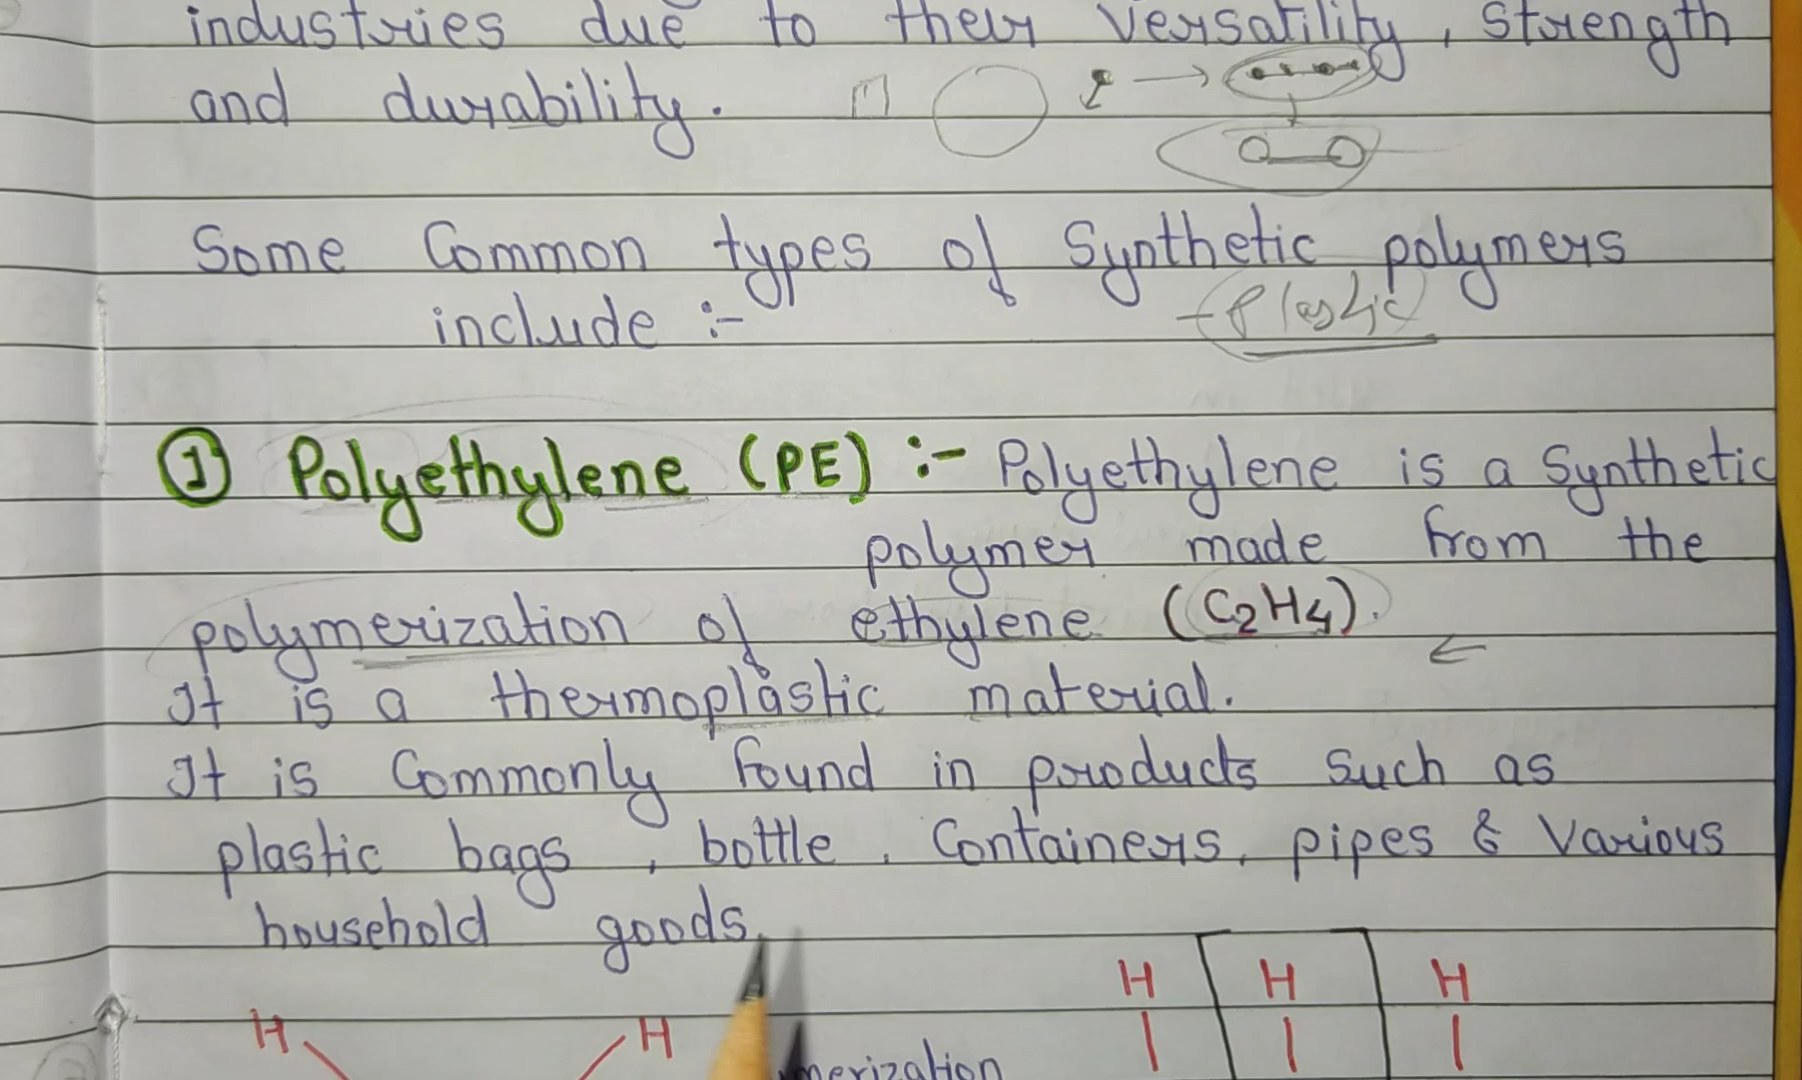 industries due to their versatility, strength
and durability.
Some Common types of Synthetic polymers
include :-
- Plastic
① Polyethylene (PE) :- Polyethylene is a Synthetic
polymer made from the
polymerization of ethylene (C2H4).
It is a thermoplastic material.
It is Commonly found in products such as
plastic bags, bottle, Containers, pipes & Various
household goods.
H H H
H H
merization